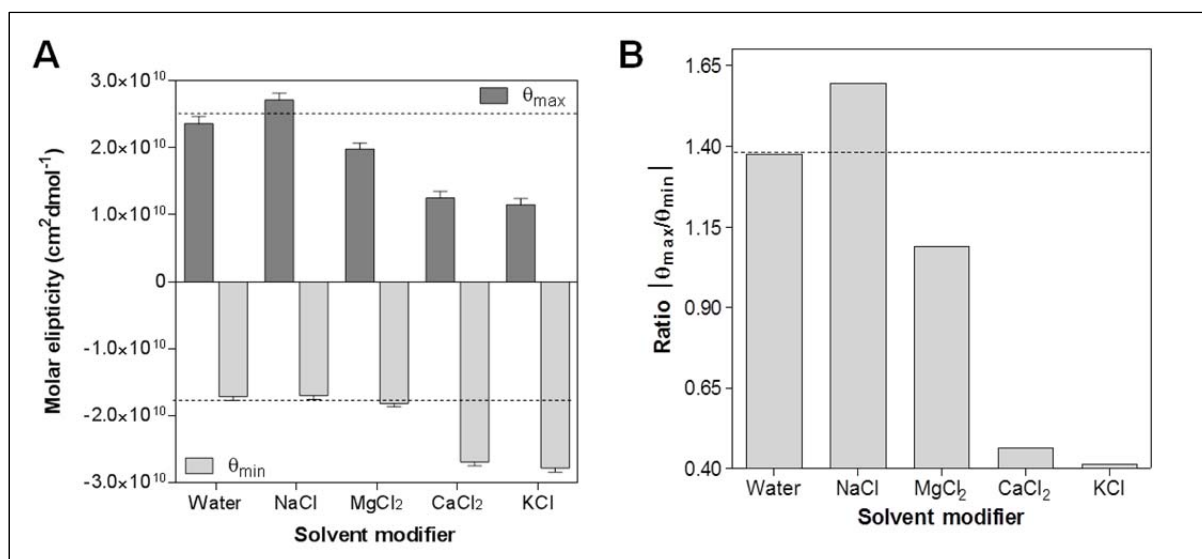 A
Molar elipticity (cm²dmol⁻¹)
3.0×10¹⁰
2.0×10¹⁰
1.0×10¹⁰
0
-1.0×10¹⁰
-2.0×10¹⁰
-3.0×10¹⁰
θmax
θmin
Water NaCl MgCl₂ CaCl₂ KCl
Solvent modifier
B
Ratio |θmax/θmin|
1.65
1.40
1.15
0.90
0.65
0.40
Water NaCl MgCl₂ CaCl₂ KCl
Solvent modifier